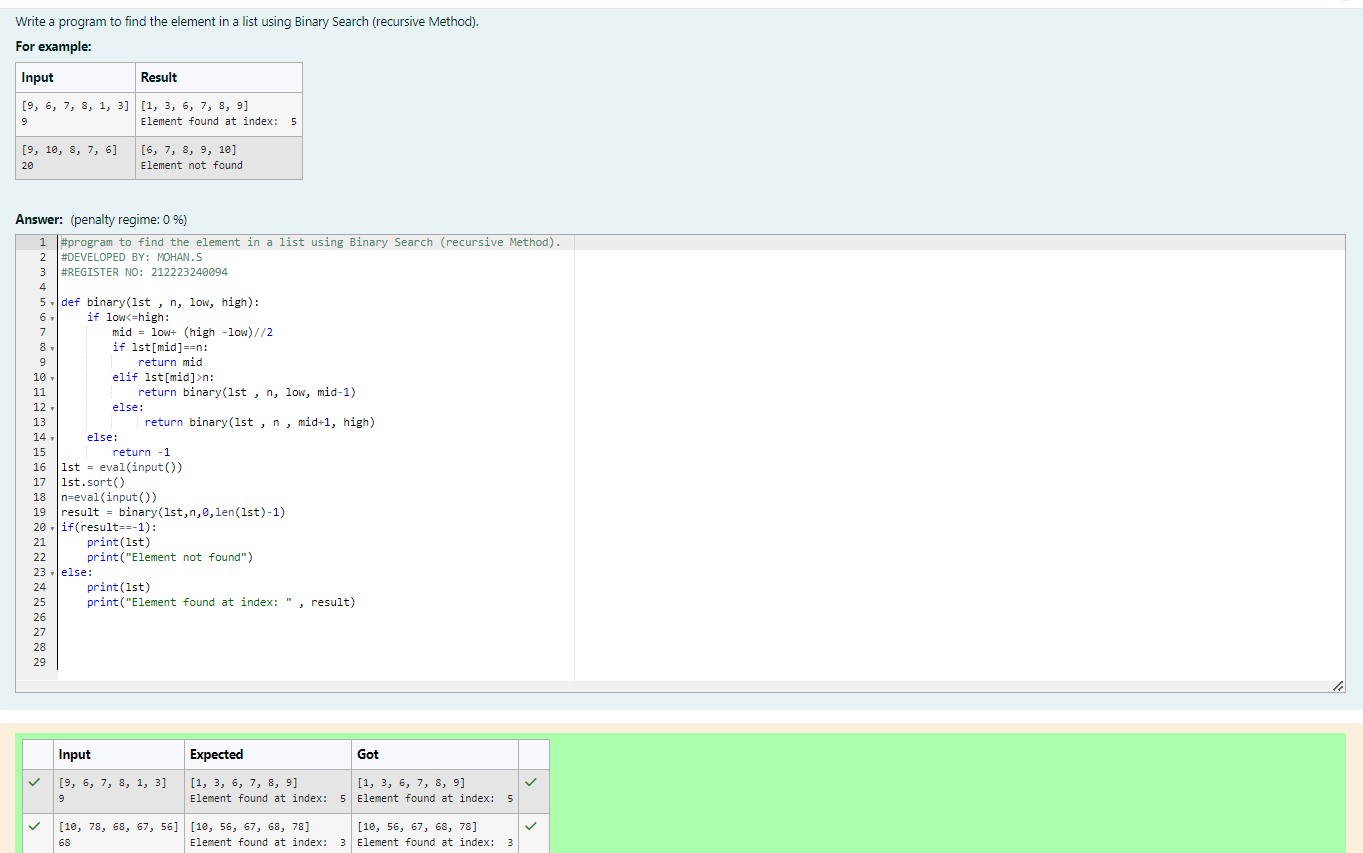 Write a program to find the element in a list using Binary Search (recursive Method).
For example:
Input Result
[9, 6, 7, 8, 1, 3] [1, 3, 6, 7, 8, 9]
9 Element found at index:  5
[9, 10, 8, 7, 6] [6, 7, 8, 9, 10]
20 Element not found
Answer: (penalty regime: 0 %)
1 #program to find the element in a list using Binary Search (recursive Method).
2 #DEVELOPED BY: MOHAN.S
3 #REGISTER NO: 212223240094
4
5 def binary(lst , n, low, high):
6     if low<=high:
7         mid = low+ (high -low)//2
8         if lst[mid]==n:
9             return mid
10         elif lst[mid]>n:
11             return binary(lst , n, low, mid-1)
12         else:
13              return binary(lst , n , mid+1, high)
14     else:
15         return -1
16 lst = eval(input())
17 lst.sort()
18 n=eval(input())
19 result = binary(lst,n,0,len(lst)-1)
20 if(result==-1):
21     print(lst)
22     print("Element not found")
23 else:
24     print(lst)
25     print("Element found at index: " , result)
26
27
28
29
Input Expected Got
[9, 6, 7, 8, 1, 3] [1, 3, 6, 7, 8, 9] [1, 3, 6, 7, 8, 9]
9 Element found at index:  5 Element found at index:  5
[10, 78, 68, 67, 56] [10, 56, 67, 68, 78] [10, 56, 67, 68, 78]
68 Element found at index:  3 Element found at index:  3